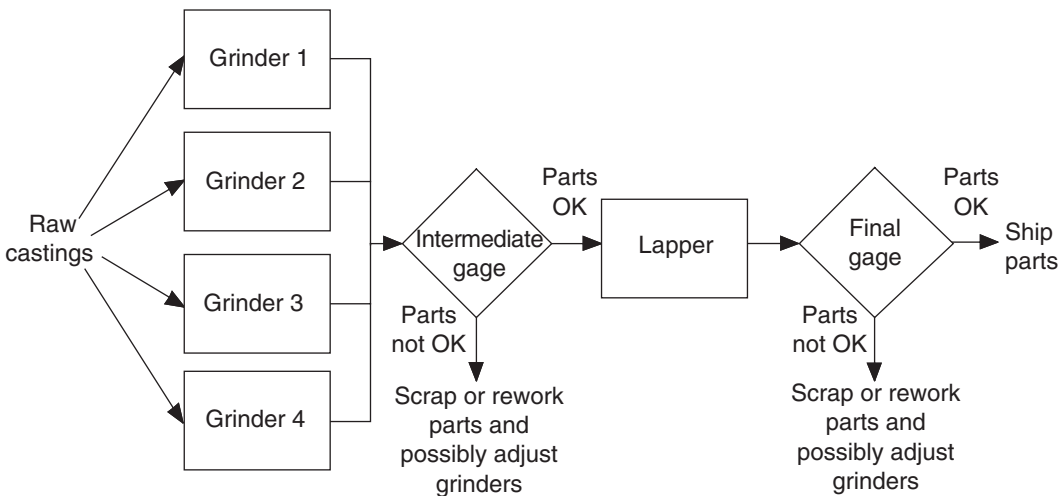 Grinder 1
Grinder 2
Grinder 3
Grinder 4
Raw
castings
Intermediate
gage
Parts
OK
Parts
not OK
Scrap or rework
parts and
possibly adjust
grinders
Lapper
Final
gage
Parts
OK
Ship
parts
Parts
not OK
Scrap or rework
parts and
possibly adjust
grinders